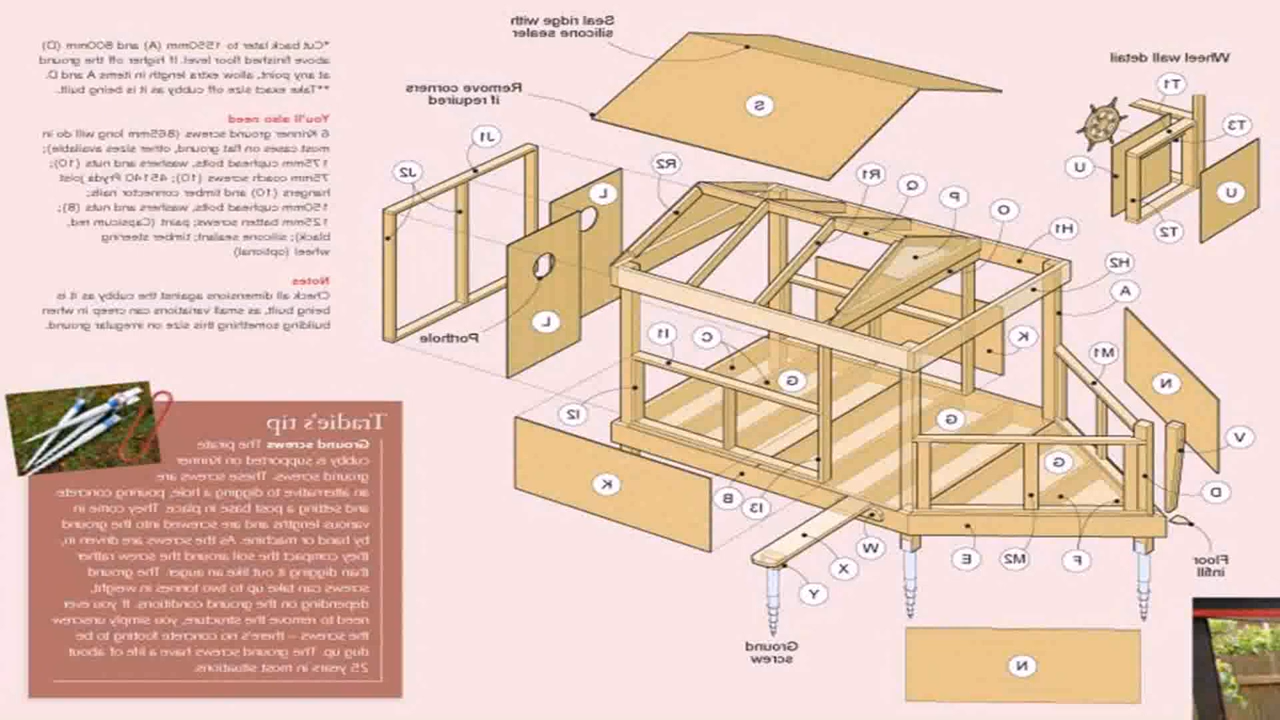 *Cut back later to 1550mm (A) and 800mm (D)
above finished floor level. If higher off the ground
at any point, allow extra length in items A and D.
**Take exact size off cubby as it is being built.
You'll also need
6 Krinner ground screws (865mm long will do in
most cases on flat ground, other sizes available);
175mm cuphead bolts, washers and nuts (10);
75mm coach screws (10); 45140 Pryda joist
hangers (10) and timber connector nails;
150mm cuphead bolts, washers and nuts (8);
125mm batten screws; paint (Capsicum red,
black); silicone sealant; timber steering
wheel (optional)
Notes
Check all dimensions against the cubby as it is
being built, as small variations can creep in when
building something this size on irregular ground.
Tradie's tip
Ground screws The pirate
cubby is supported on Krinner
ground screws. These screws are
an alternative to digging a hole, pouring concrete
and setting a post base in place. They come in
various lengths and are screwed into the ground
by hand or machine. As the screws are driven in,
they compact the soil around the screw rather
than digging it out like an auger. The ground
screws can take up to two tonnes in weight,
depending on the ground conditions. If you ever
need to remove the structure, you simply unscrew
the screws – there's no concrete footing to be
dug up. The ground screws have a life of about
25 years in most situations.
Seal ridge with
silicone sealer
Remove corners
if required
Wheel wall detail
S
T1
T3
U
U
T2
J1
J2
L
L
Porthole
R2
R1
Q
P
O
H1
H2
A
K
M1
N
V
D
I1
C
G
G
G
I2
K
B
I3
W
X
Y
E
M2
F
Floor
infill
Ground
screw
N